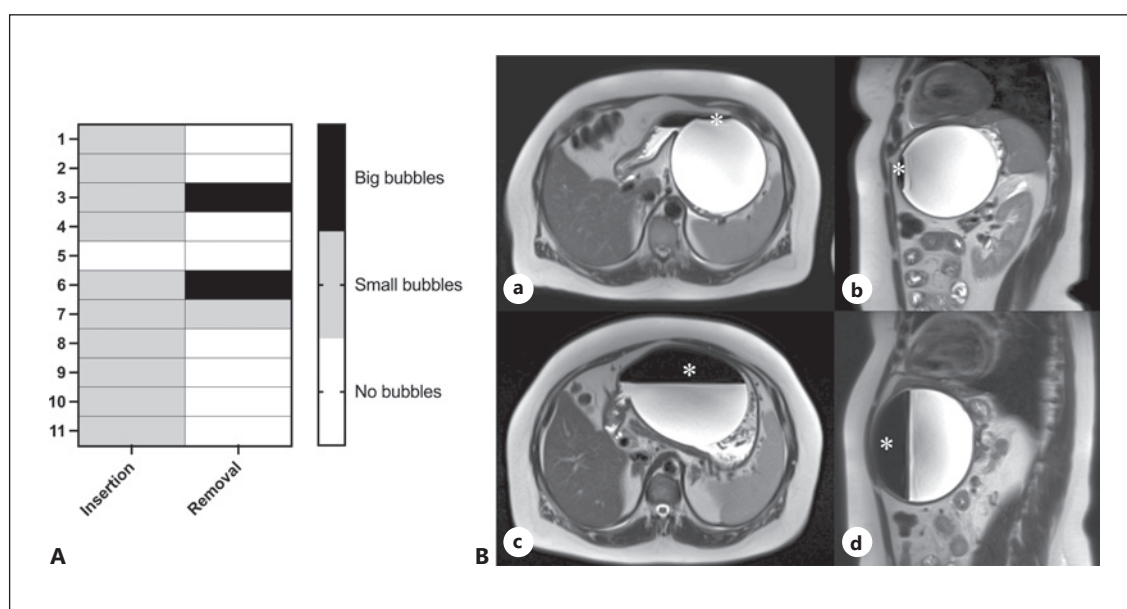 1
2
3
4
5
6
7
8
9
10
11
Insertion
Removal
Big bubbles
Small bubbles
No bubbles
A
a
*
b
*
c
*
d
*
B